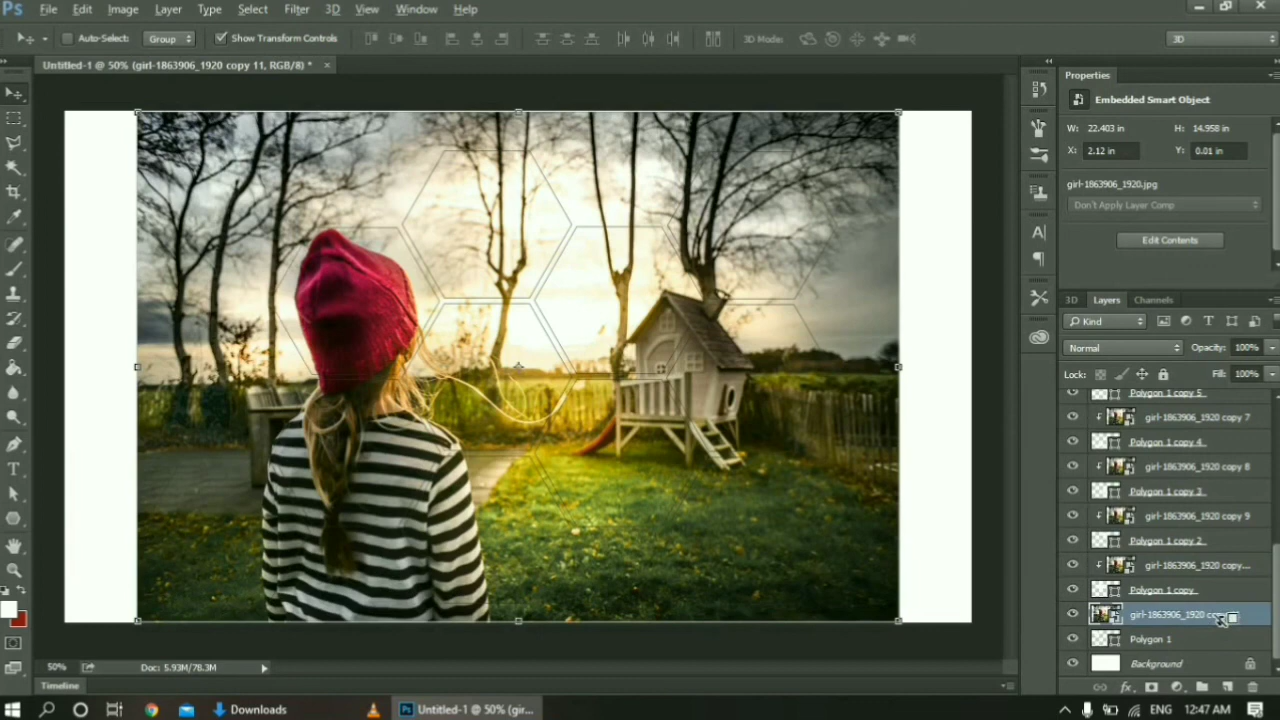 Ps File Edit Image Layer Type Select Filter 3D View Window Help
Auto-Select: Group Show Transform Controls 3D Mode: 3D
Untitled-1 @ 50% (girl-1863906_1920 copy 11, RGB/8) * ×
Properties
Embedded Smart Object
W: 22.403 in H: 14.958 in
X: 2.12 in Y: 0.01 in
girl-1863906_1920.jpg
Don't Apply Layer Comp
Edit Contents
3D Layers Channels
Kind
Normal Opacity: 100%
Lock: Fill: 100%
Polygon 1 copy 5
girl-1863906_1920 copy 7
Polygon 1 copy 4
girl-1863906_1920 copy 8
Polygon 1 copy 3
girl-1863906_1920 copy 9
Polygon 1 copy 2
girl-1863906_1920 copy...
Polygon 1 copy
girl-1863906_1920
Polygon 1
Background
50% Doc: 5.93M/78.3M
Timeline
Downloads Ps Untitled-1 @ 50% (gi... ENG 12:47 AM